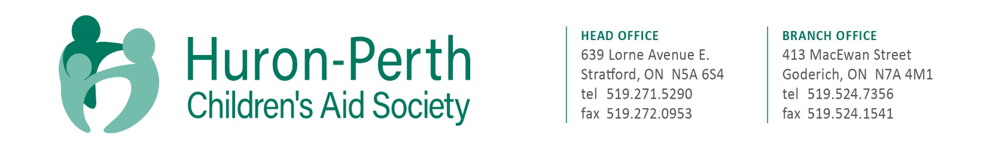 Huron-Perth
Children's Aid Society
HEAD OFFICE
639 Lorne Avenue E.
Stratford, ON  N5A 6S4
tel  519.271.5290
fax  519.272.0953
BRANCH OFFICE
413 MacEwan Street
Goderich, ON  N7A 4M1
tel  519.524.7356
fax  519.524.1541